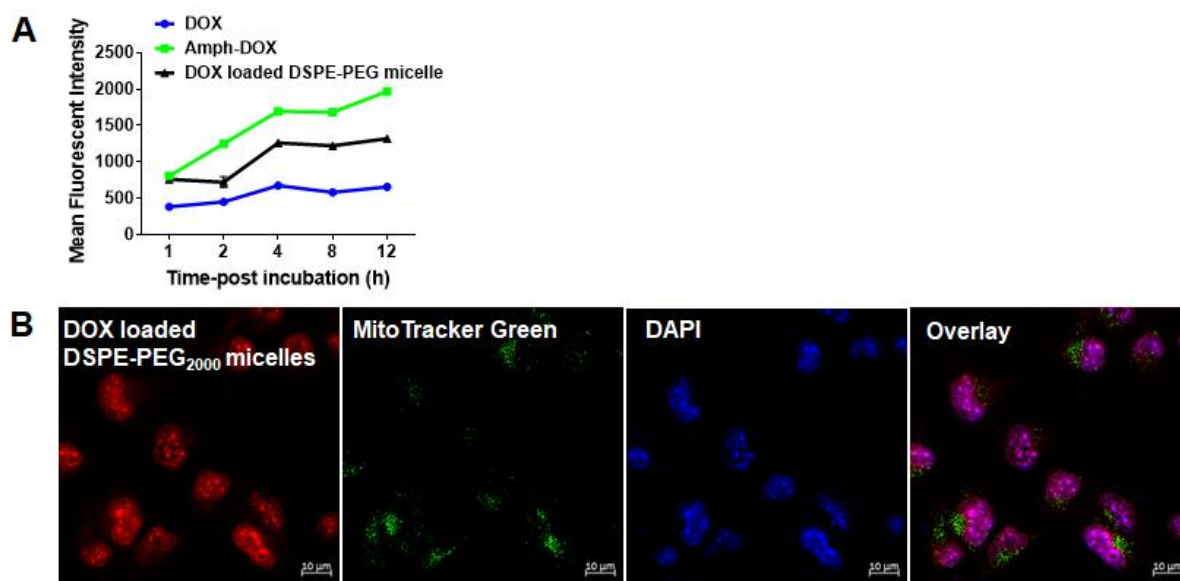 A
DOX
Amph-DOX
DOX loaded DSPE-PEG micelle
Mean Fluorescent Intensity
2500
2000
1500
1000
500
0
1 2 4 8 12
Time-post incubation (h)
B
DOX loaded
DSPE-PEG2000 micelles
MitoTracker Green
DAPI
Overlay
10 μm
10 μm
10 μm
10 μm